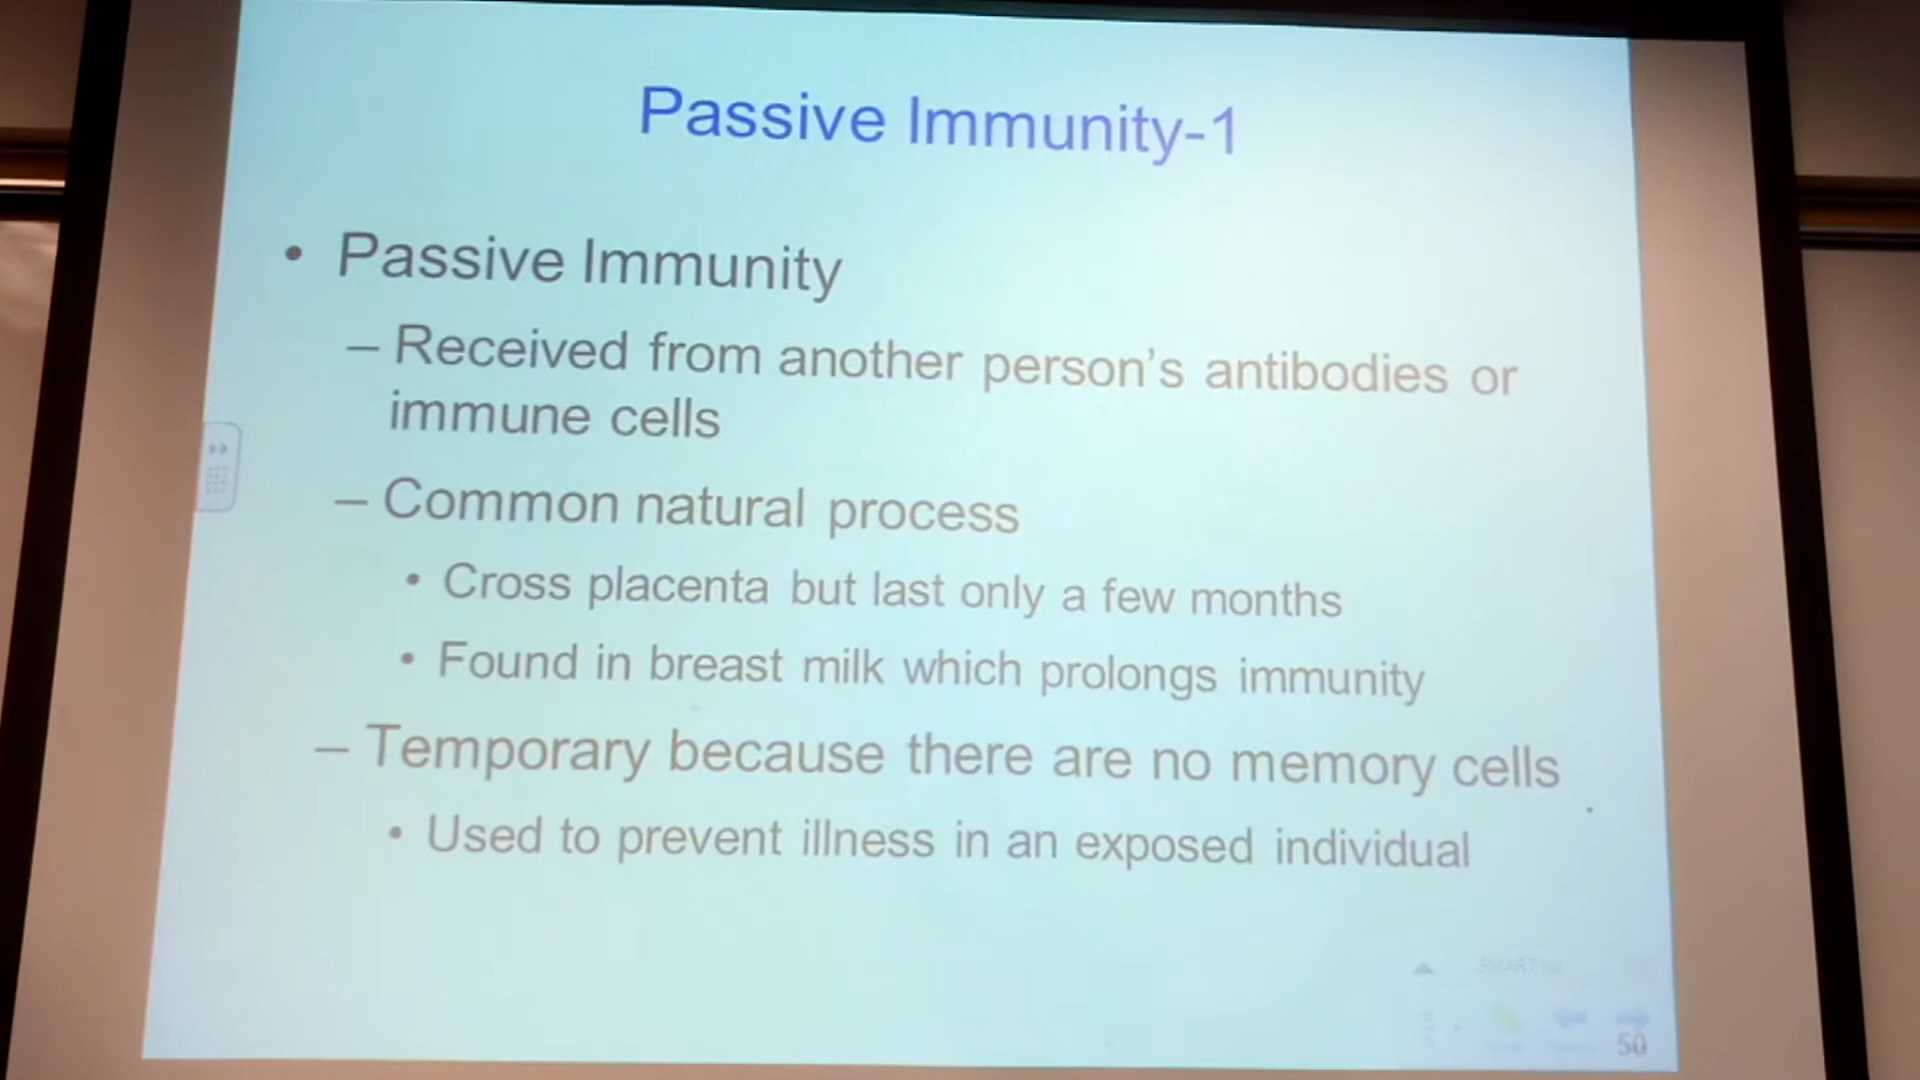 Passive Immunity-1
• Passive Immunity
– Received from another person's antibodies or
immune cells
– Common natural process
• Cross placenta but last only a few months
• Found in breast milk which prolongs immunity
– Temporary because there are no memory cells
• Used to prevent illness in an exposed individual
SMART
50